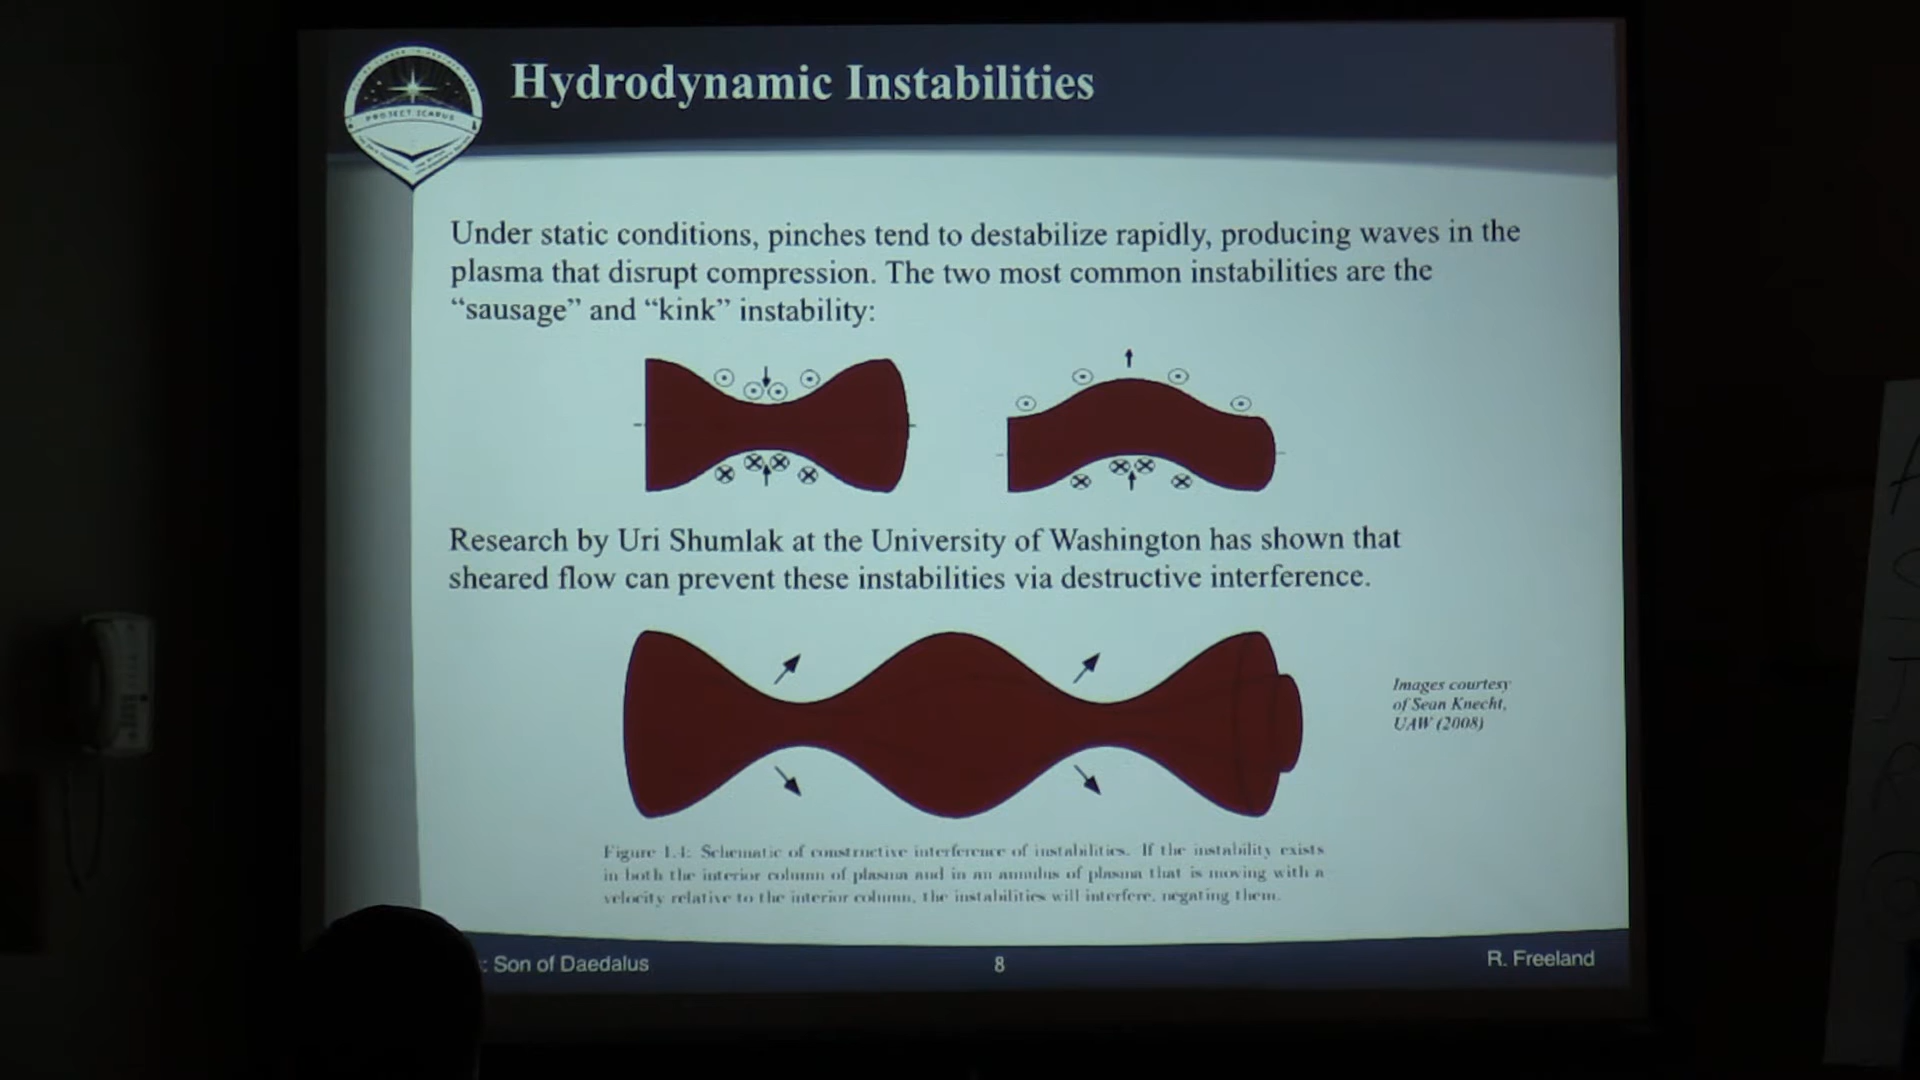 PROJECT ICARUS
Hydrodynamic Instabilities
Under static conditions, pinches tend to destabilize rapidly, producing waves in the
plasma that disrupt compression. The two most common instabilities are the
“sausage” and “kink” instability:
Research by Uri Shumlak at the University of Washington has shown that
sheared flow can prevent these instabilities via destructive interference.
Images courtesy
of Sean Knecht,
UAW (2008)
Figure 1.4: Schematic of constructive interference of instabilities. If the instability exists
in both the interior column of plasma and in an annulus of plasma that is moving with a
velocity relative to the interior column, the instabilities will interfere, negating them.
: Son of Daedalus
8
R. Freeland